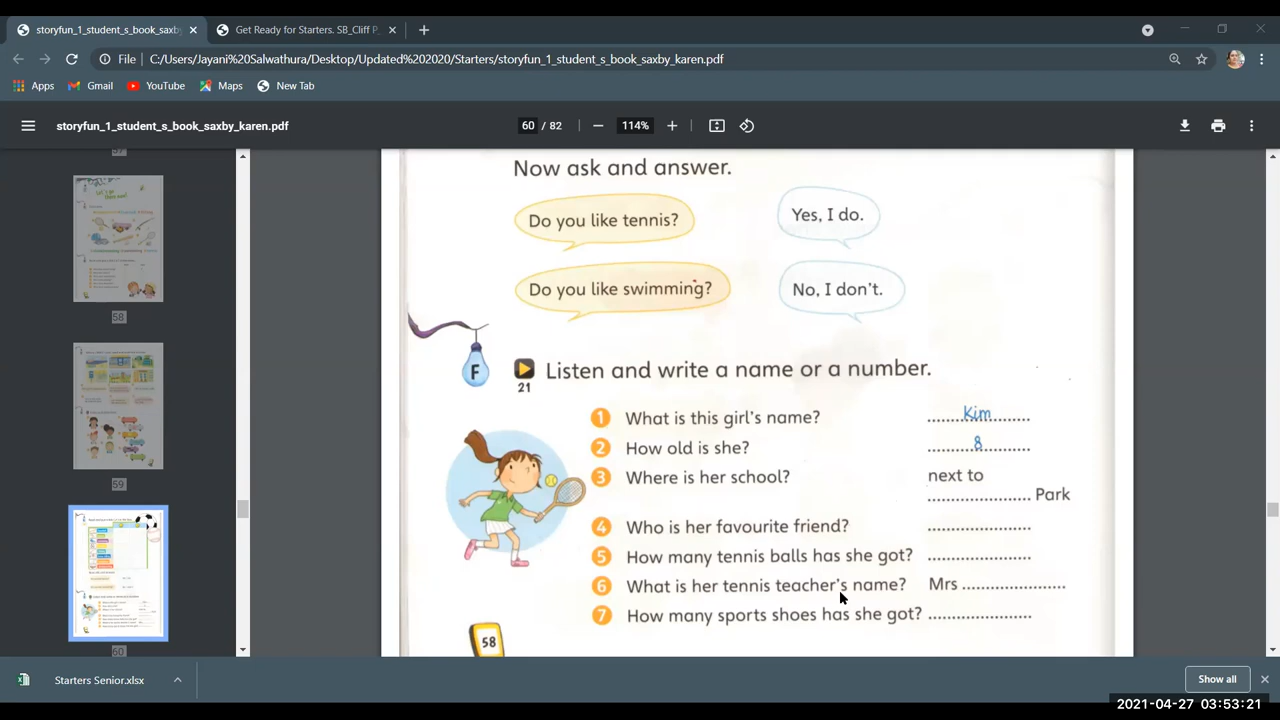 storyfun_1_student_s_book_saxby
Get Ready for Starters. SB_Cliff P
File C:/Users/Jayani%20Salwathura/Desktop/Updated%202020/Starters/storyfun_1_student_s_book_saxby_karen.pdf
Apps Gmail YouTube Maps New Tab
storyfun_1_student_s_book_saxby_karen.pdf 60 / 82 114%
58
59
60
Now ask and answer.
Do you like tennis? Yes, I do.
Do you like swimming? No, I don't.
F 21 Listen and write a name or a number.
1 What is this girl's name? Kim
2 How old is she? 8
3 Where is her school? next to
Park
4 Who is her favourite friend?
5 How many tennis balls has she got?
6 What is her tennis teacher's name? Mrs
7 How many sports shoes has she got?
58
Starters Senior.xlsx Show all
2021-04-27 03:53:21